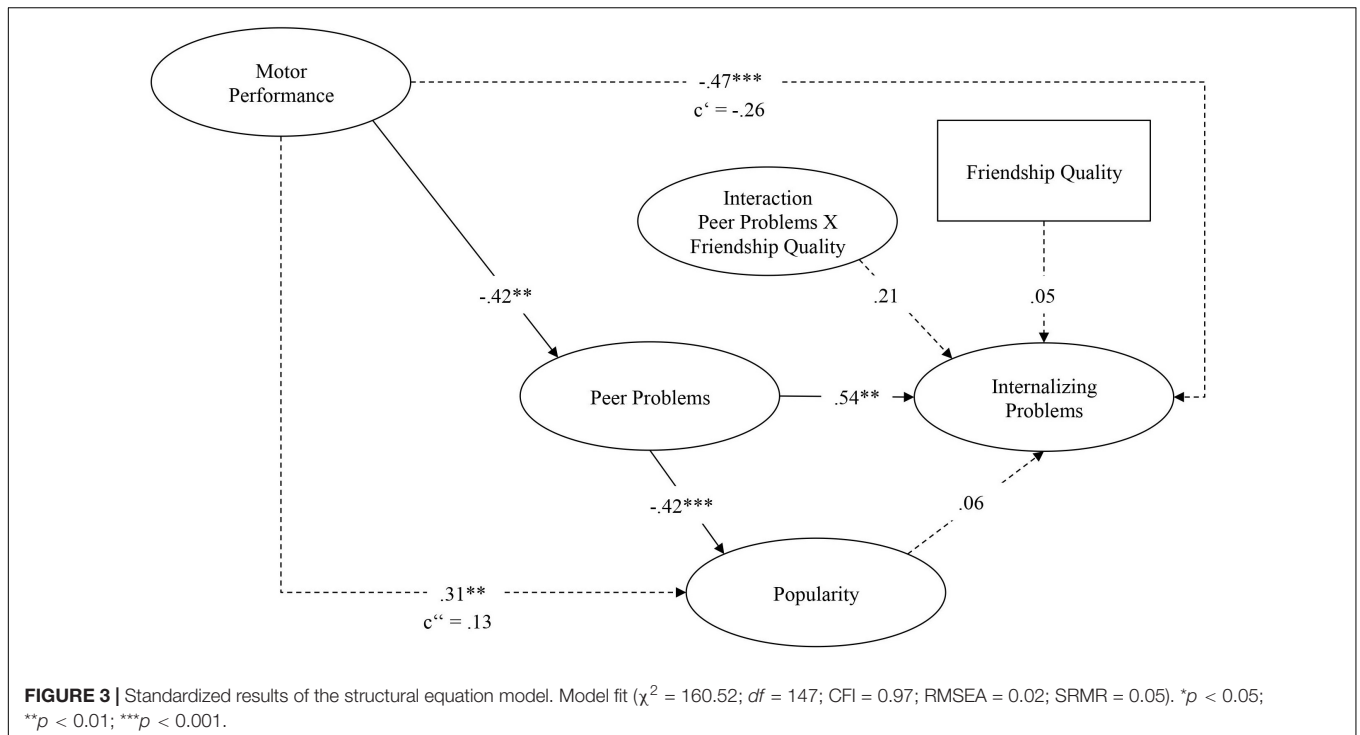 Motor
Performance
-.47***
c‘ = -.26
Friendship Quality
Interaction
Peer Problems X
Friendship Quality
-.42**
.21
.05
Peer Problems
.54**
Internalizing
Problems
-.42***
.06
.31**
c“ = .13
Popularity
FIGURE 3 | Standardized results of the structural equation model. Model fit (χ² = 160.52; df = 147; CFI = 0.97; RMSEA = 0.02; SRMR = 0.05). *p < 0.05;
**p < 0.01; ***p < 0.001.